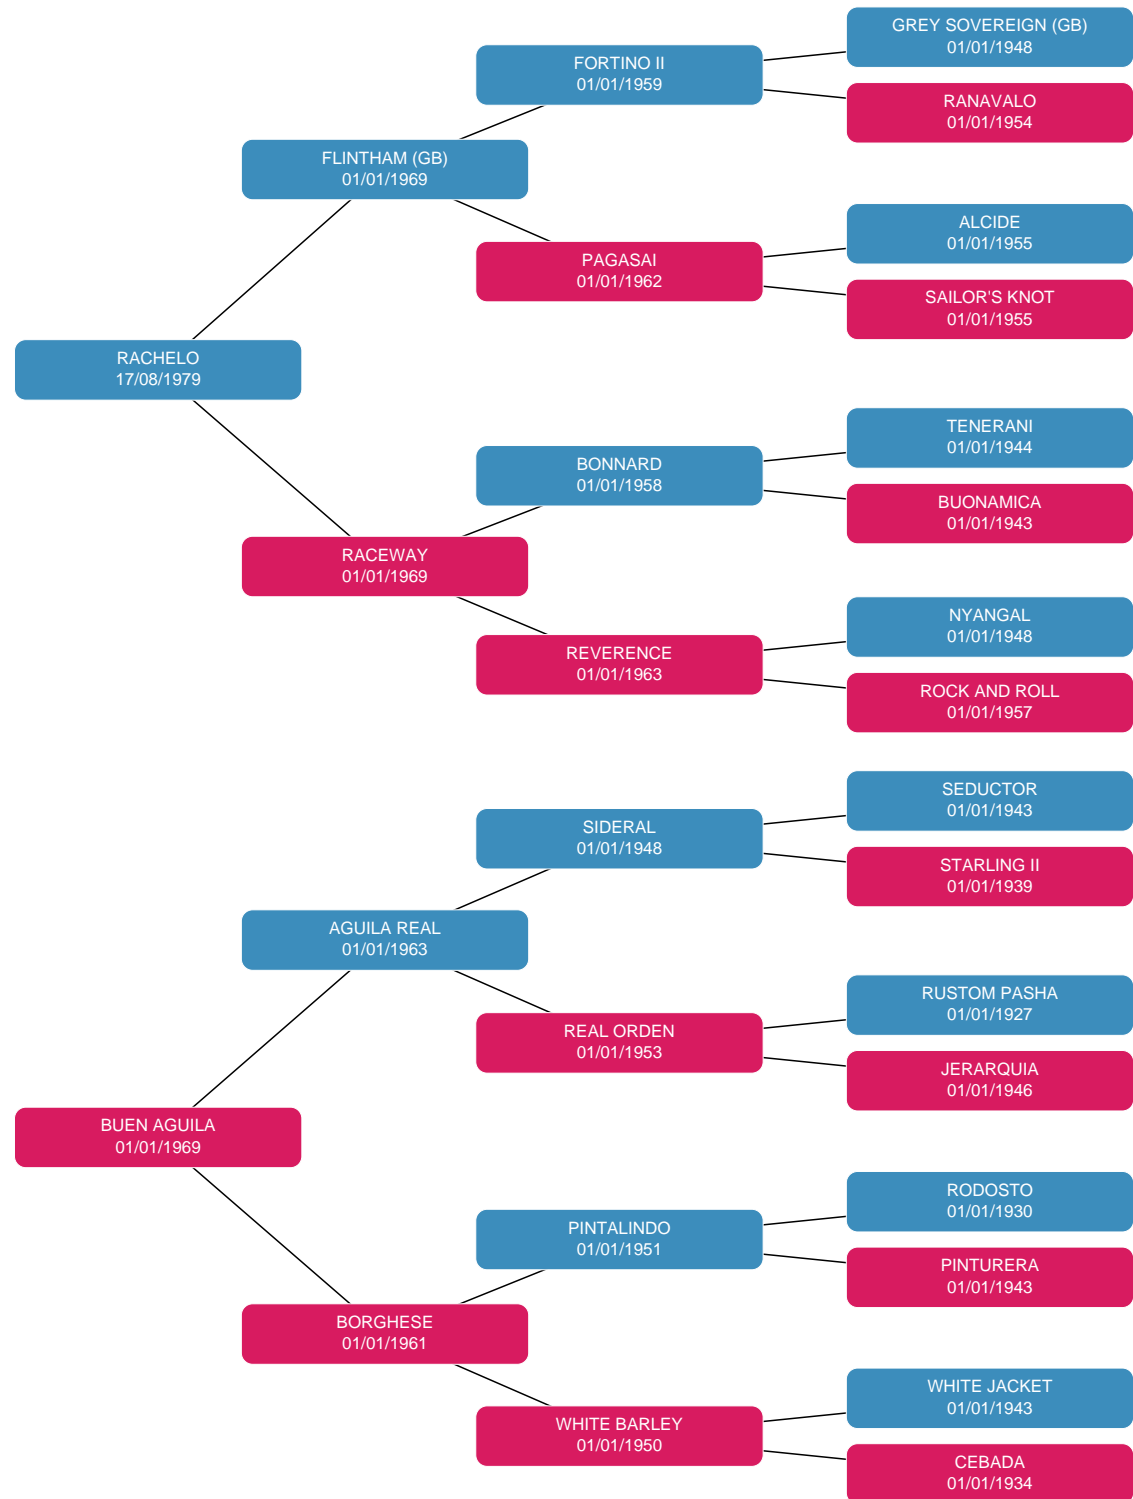 GREY SOVEREIGN (GB)
01/01/1948
FORTINO II
01/01/1959
RANAVALO
01/01/1954
FLINTHAM (GB)
01/01/1969
ALCIDE
01/01/1955
PAGASAI
01/01/1962
SAILOR'S KNOT
01/01/1955
RACHELO
17/08/1979
TENERANI
01/01/1944
BONNARD
01/01/1958
BUONAMICA
01/01/1943
RACEWAY
01/01/1969
NYANGAL
01/01/1948
REVERENCE
01/01/1963
ROCK AND ROLL
01/01/1957
SEDUCTOR
01/01/1943
SIDERAL
01/01/1948
STARLING II
01/01/1939
AGUILA REAL
01/01/1963
RUSTOM PASHA
01/01/1927
REAL ORDEN
01/01/1953
JERARQUIA
01/01/1946
BUEN AGUILA
01/01/1969
RODOSTO
01/01/1930
PINTALINDO
01/01/1951
PINTURERA
01/01/1943
BORGHESE
01/01/1961
WHITE JACKET
01/01/1943
WHITE BARLEY
01/01/1950
CEBADA
01/01/1934